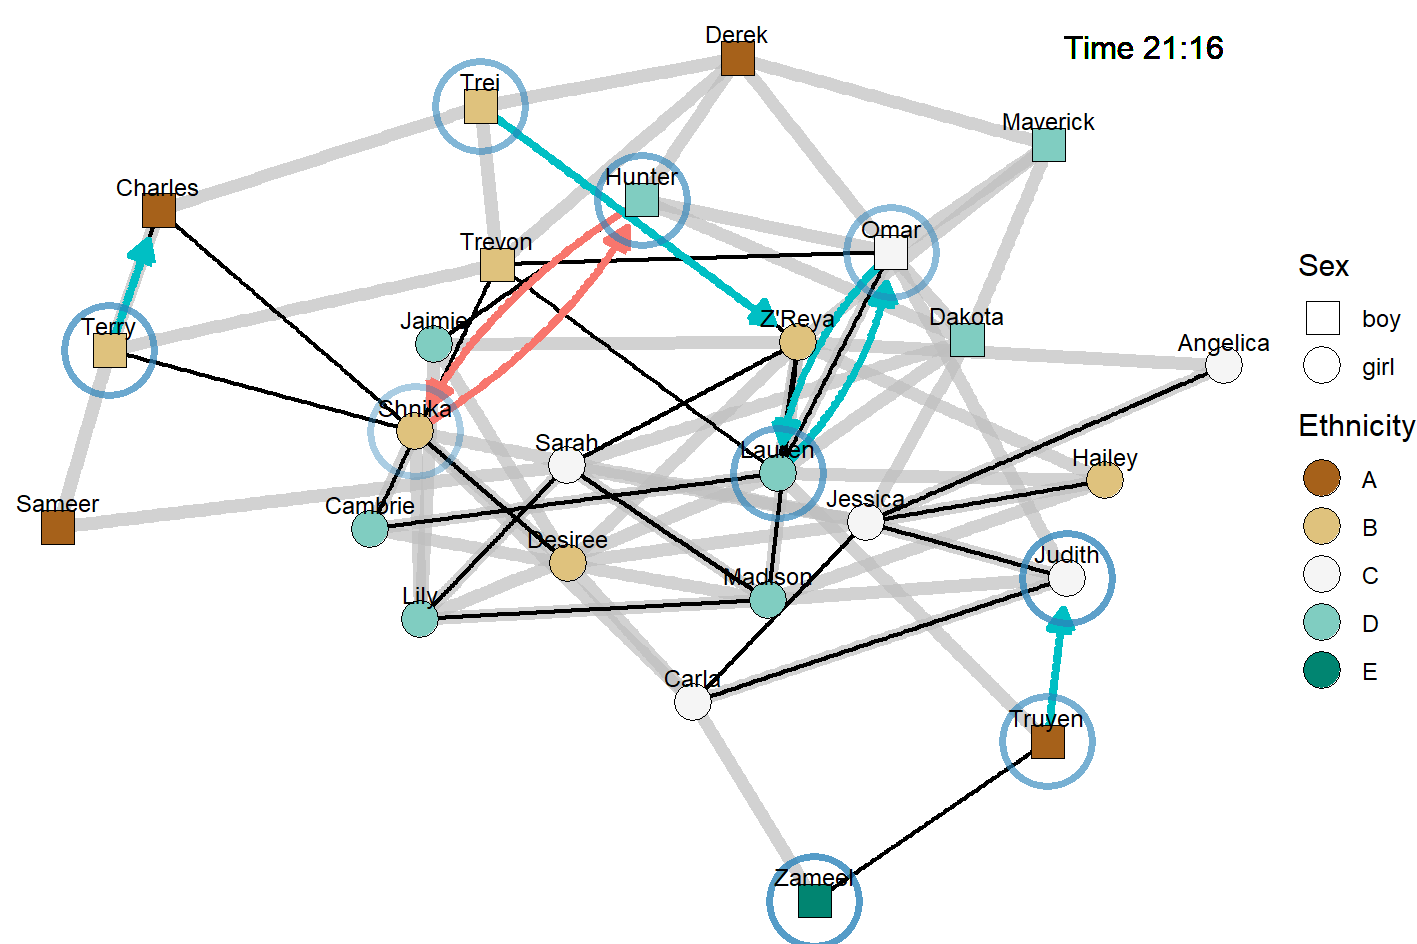 Derek
Time 21:16
Trei
Maverick
Hunter
Charles
Omar
Trevon
Jaimie
Z'Reya
Dakota
Terry
Angelica
Shnika
Sarah
Lauren
Hailey
Jessica
Sameer
Cambrie
Desiree
Judith
Madison
Lily
Carla
Truyen
Zameel
Sex
boy
girl
Ethnicity
A
B
C
D
E